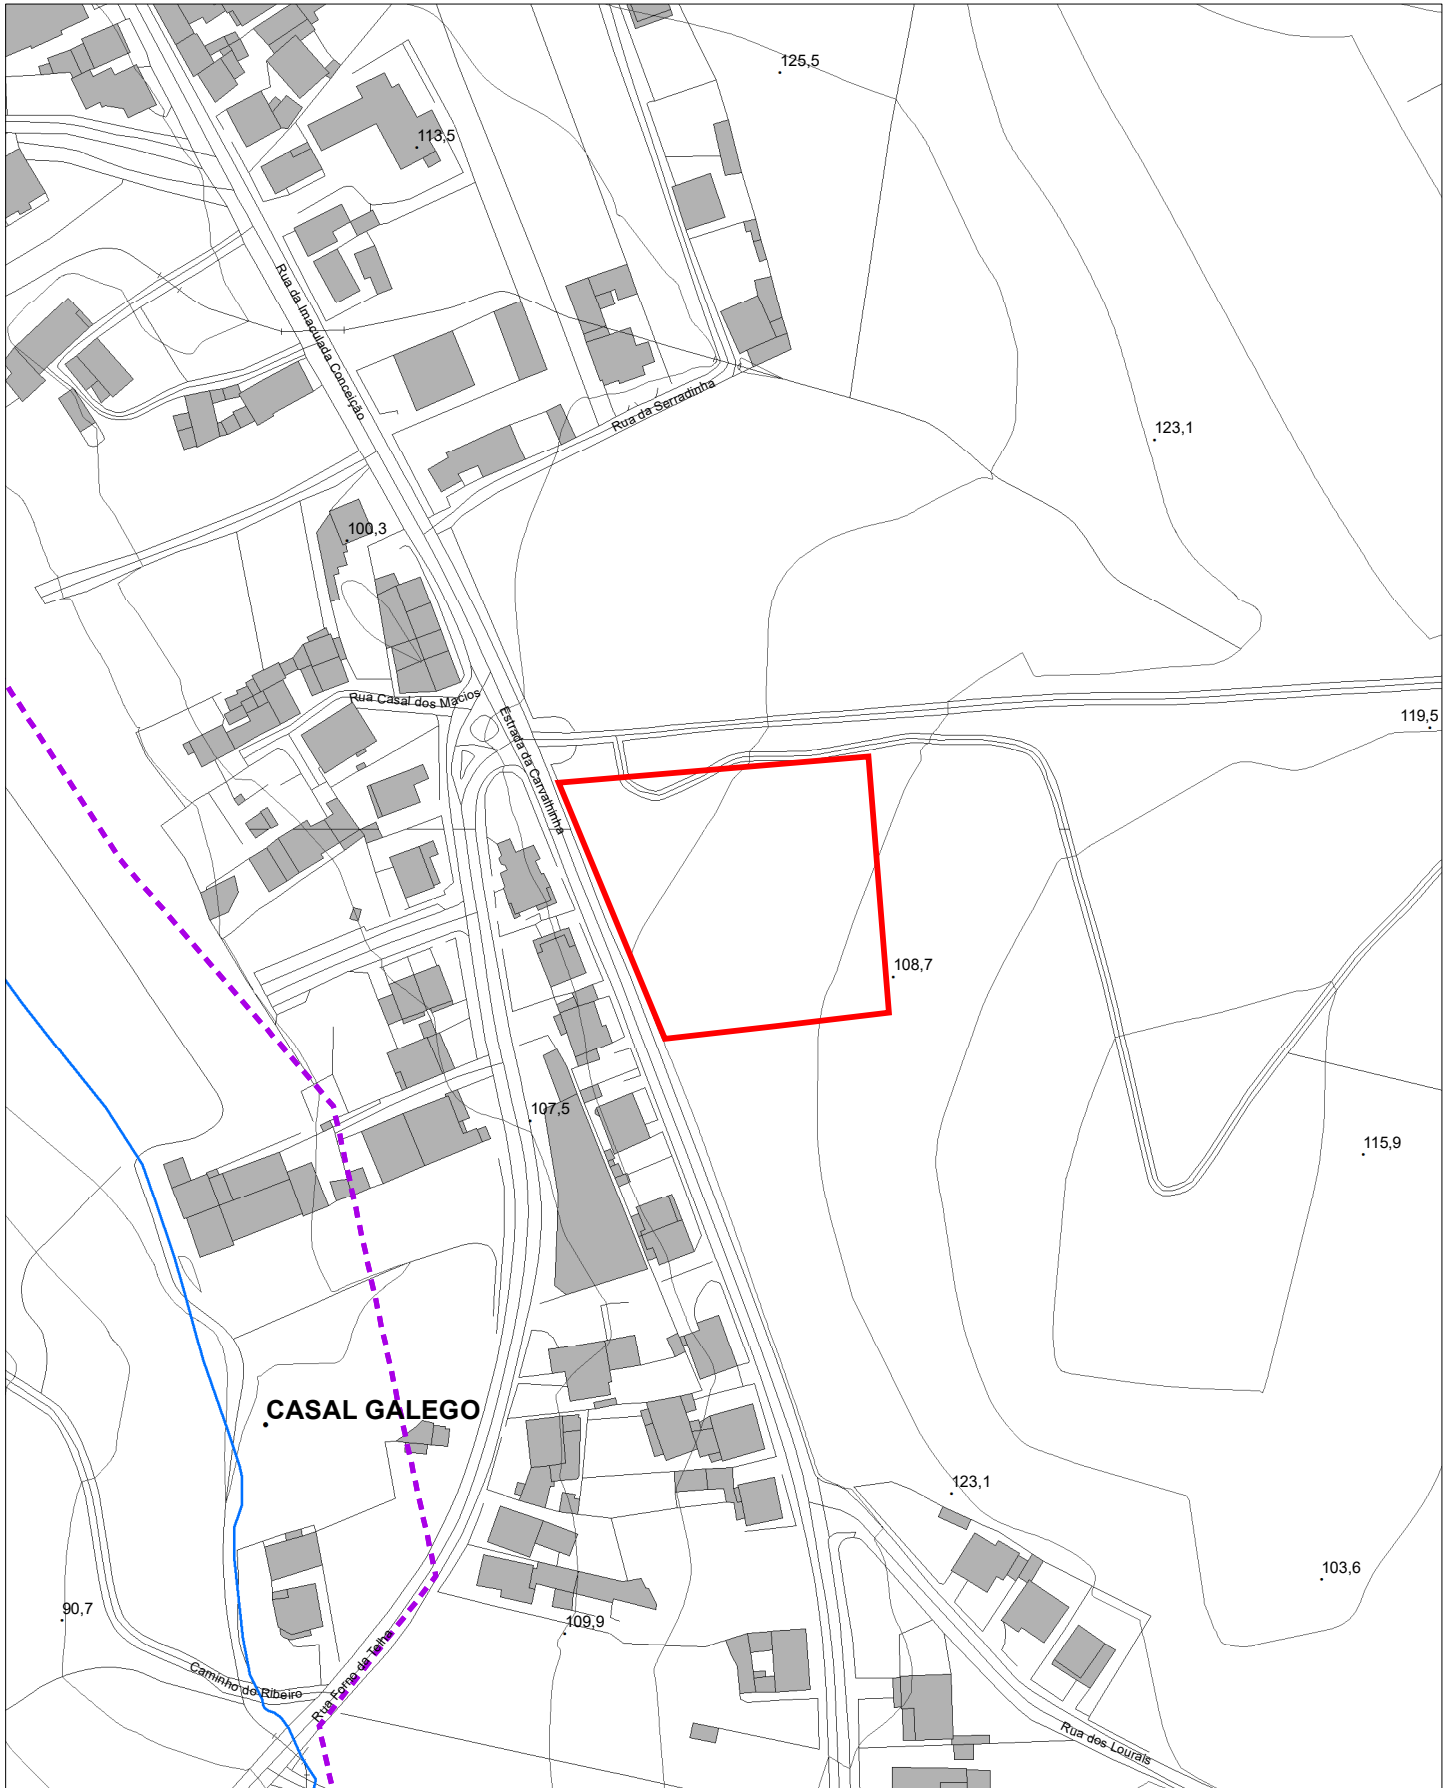 125,5
113,5
Rua da Imaculada Conceição
Rua da Serradinha
123,1
100,3
Rua Casal dos Macios
Estrada da Carvalhinha
119,5
108,7
107,5
115,9
CASAL GALEGO
123,1
103,6
90,7
109,9
Caminho do Ribeiro
Rua Forno da Telha
Rua dos Lourais